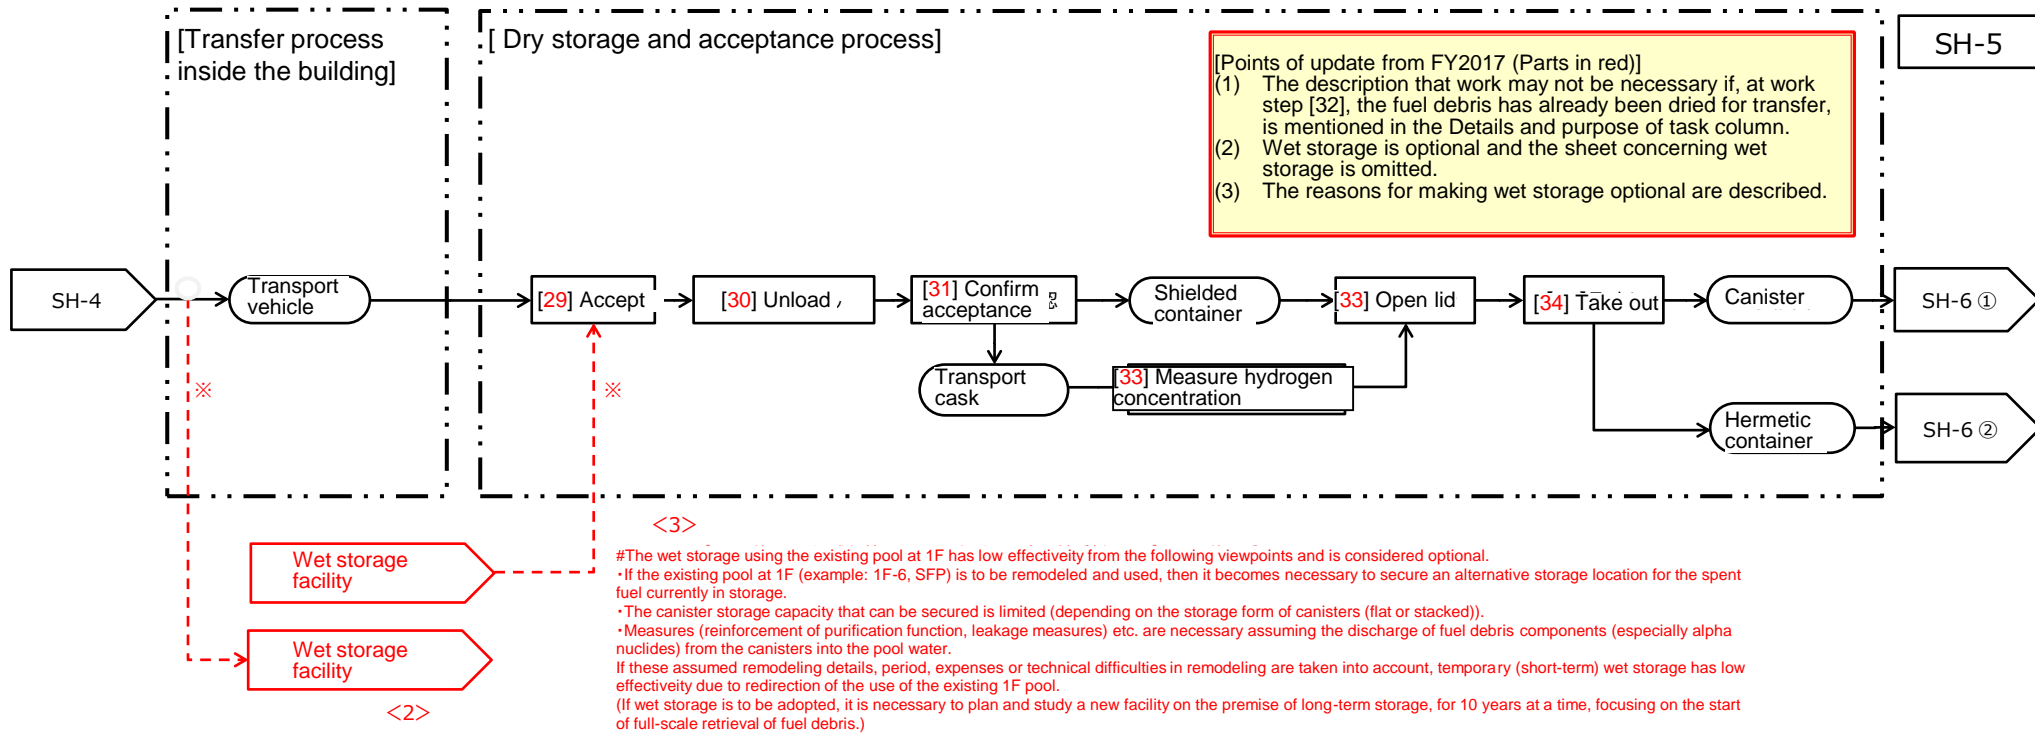 [Transfer process
inside the building]
[ Dry storage and acceptance process]
SH-5
[Points of update from FY2017 (Parts in red)]
(1) The description that work may not be necessary if, at work
step [32], the fuel debris has already been dried for transfer,
is mentioned in the Details and purpose of task column.
(2) Wet storage is optional and the sheet concerning wet
storage is omitted.
(3) The reasons for making wet storage optional are described.
SH-4
Transport
vehicle
[29] Accept
[30] Unload
[31] Confirm
acceptance
Shielded
container
[33] Open lid
[34] Take out
Canister
SH-6 ①
※
※
Transport
cask
[33] Measure hydrogen
concentration
Hermetic
container
SH-6 ②
<3>
Wet storage
facility
Wet storage
facility
<2>
#The wet storage using the existing pool at 1F has low effectiveity from the following viewpoints and is considered optional.
・If the existing pool at 1F (example: 1F-6, SFP) is to be remodeled and used, then it becomes necessary to secure an alternative storage location for the spent
fuel currently in storage.
・The canister storage capacity that can be secured is limited (depending on the storage form of canisters (flat or stacked)).
・Measures (reinforcement of purification function, leakage measures) etc. are necessary assuming the discharge of fuel debris components (especially alpha
nuclides) from the canisters into the pool water.
If these assumed remodeling details, period, expenses or technical difficulties in remodeling are taken into account, temporary (short-term) wet storage has low
effectiveity due to redirection of the use of the existing 1F pool.
(If wet storage is to be adopted, it is necessary to plan and study a new facility on the premise of long-term storage, for 10 years at a time, focusing on the start
of full-scale retrieval of fuel debris.)